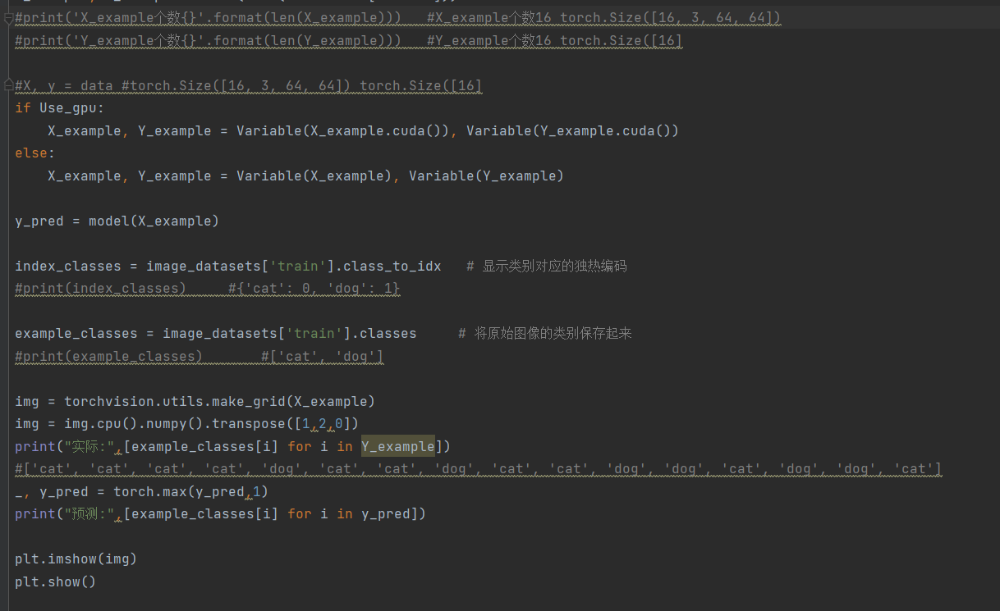 #print('X_example个数{}'.format(len(X_example)))   #X_example个数16 torch.Size([16, 3, 64, 64])
#print('Y_example个数{}'.format(len(Y_example)))   #Y_example个数16 torch.Size([16]
#X, y = data #torch.Size([16, 3, 64, 64]) torch.Size([16]
if Use_gpu:
    X_example, Y_example = Variable(X_example.cuda()), Variable(Y_example.cuda())
else:
    X_example, Y_example = Variable(X_example), Variable(Y_example)
y_pred = model(X_example)
index_classes = image_datasets['train'].class_to_idx   # 显示类别对应的独热编码
#print(index_classes)     #{'cat': 0, 'dog': 1}
example_classes = image_datasets['train'].classes     # 将原始图像的类别保存起来
#print(example_classes)       #['cat', 'dog']
img = torchvision.utils.make_grid(X_example)
img = img.cpu().numpy().transpose([1,2,0])
print("实际:",[example_classes[i] for i in Y_example])
#['cat', 'cat', 'cat', 'cat', 'dog', 'cat', 'cat', 'dog', 'cat', 'cat', 'dog', 'dog', 'cat', 'dog', 'dog', 'cat']
_, y_pred = torch.max(y_pred,1)
print("预测:",[example_classes[i] for i in y_pred])
plt.imshow(img)
plt.show()